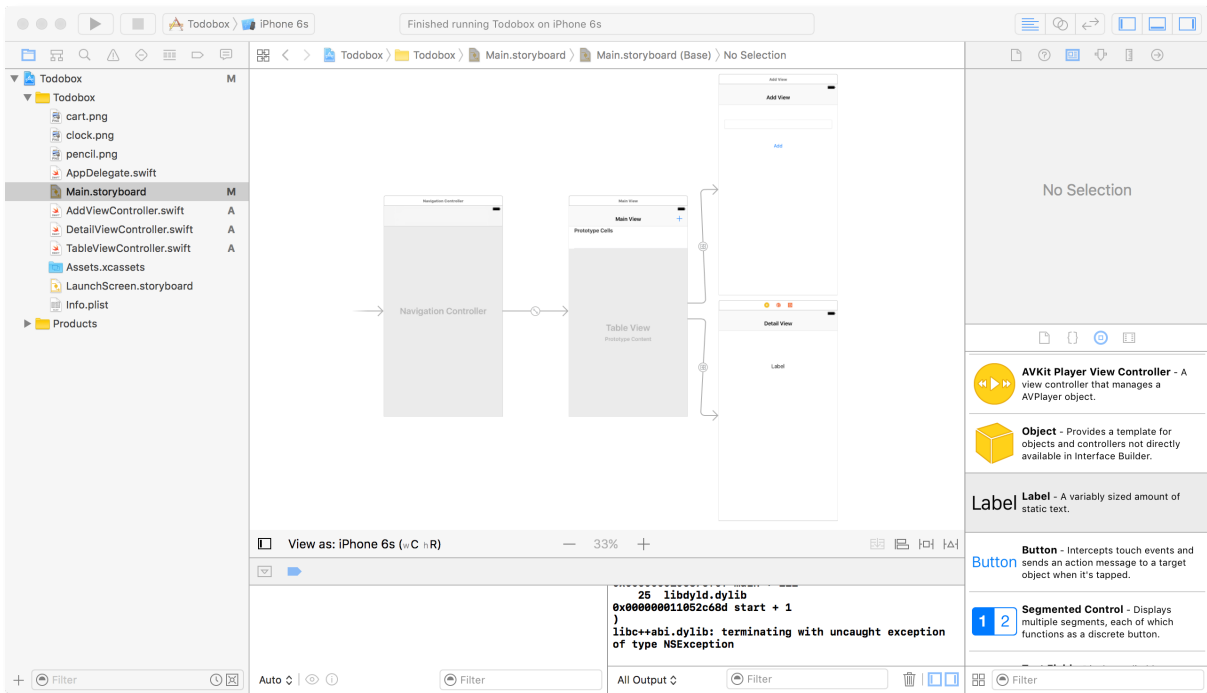 Todobox
iPhone 6s
Finished running Todobox on iPhone 6s
Todobox
Todobox
Main.storyboard
Main.storyboard (Base)
No Selection
Todobox
M
Todobox
cart.png
clock.png
pencil.png
AppDelegate.swift
Main.storyboard
M
AddViewController.swift
A
DetailViewController.swift
A
TableViewController.swift
A
Assets.xcassets
LaunchScreen.storyboard
Info.plist
Products
Filter
Navigation Controller
Navigation Controller
Main View
Main View
+
Prototype Cells
Table View
Prototype Content
Add View
Add View
Add
Detail View
Label
View as: iPhone 6s (wC hR)
33%
25 libdyld.dylib
0x000000011052c68d start + 1
)
libc++abi.dylib: terminating with uncaught exception
of type NSException
Auto
Filter
All Output
Filter
No Selection
AVKit Player View Controller - A
view controller that manages a
AVPlayer object.
Object - Provides a template for
objects and controllers not directly
available in Interface Builder.
Label
Label - A variably sized amount of
static text.
Button
Button - Intercepts touch events and
sends an action message to a target
object when it's tapped.
1 2
Segmented Control - Displays
multiple segments, each of which
functions as a discrete button.
Filter